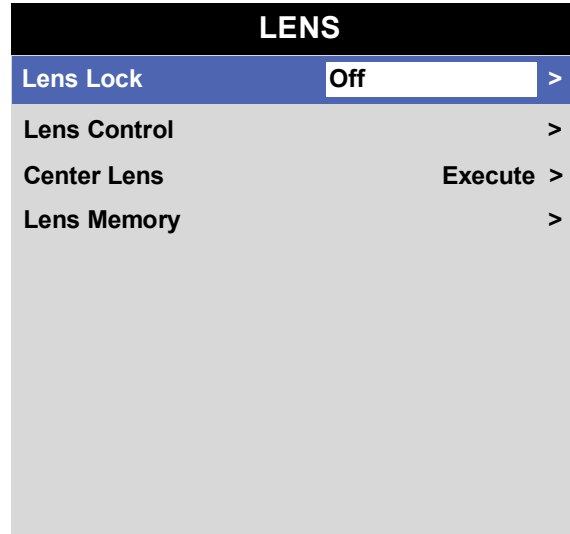 LENS
Lens Lock Off >
Lens Control >
Center Lens Execute >
Lens Memory >